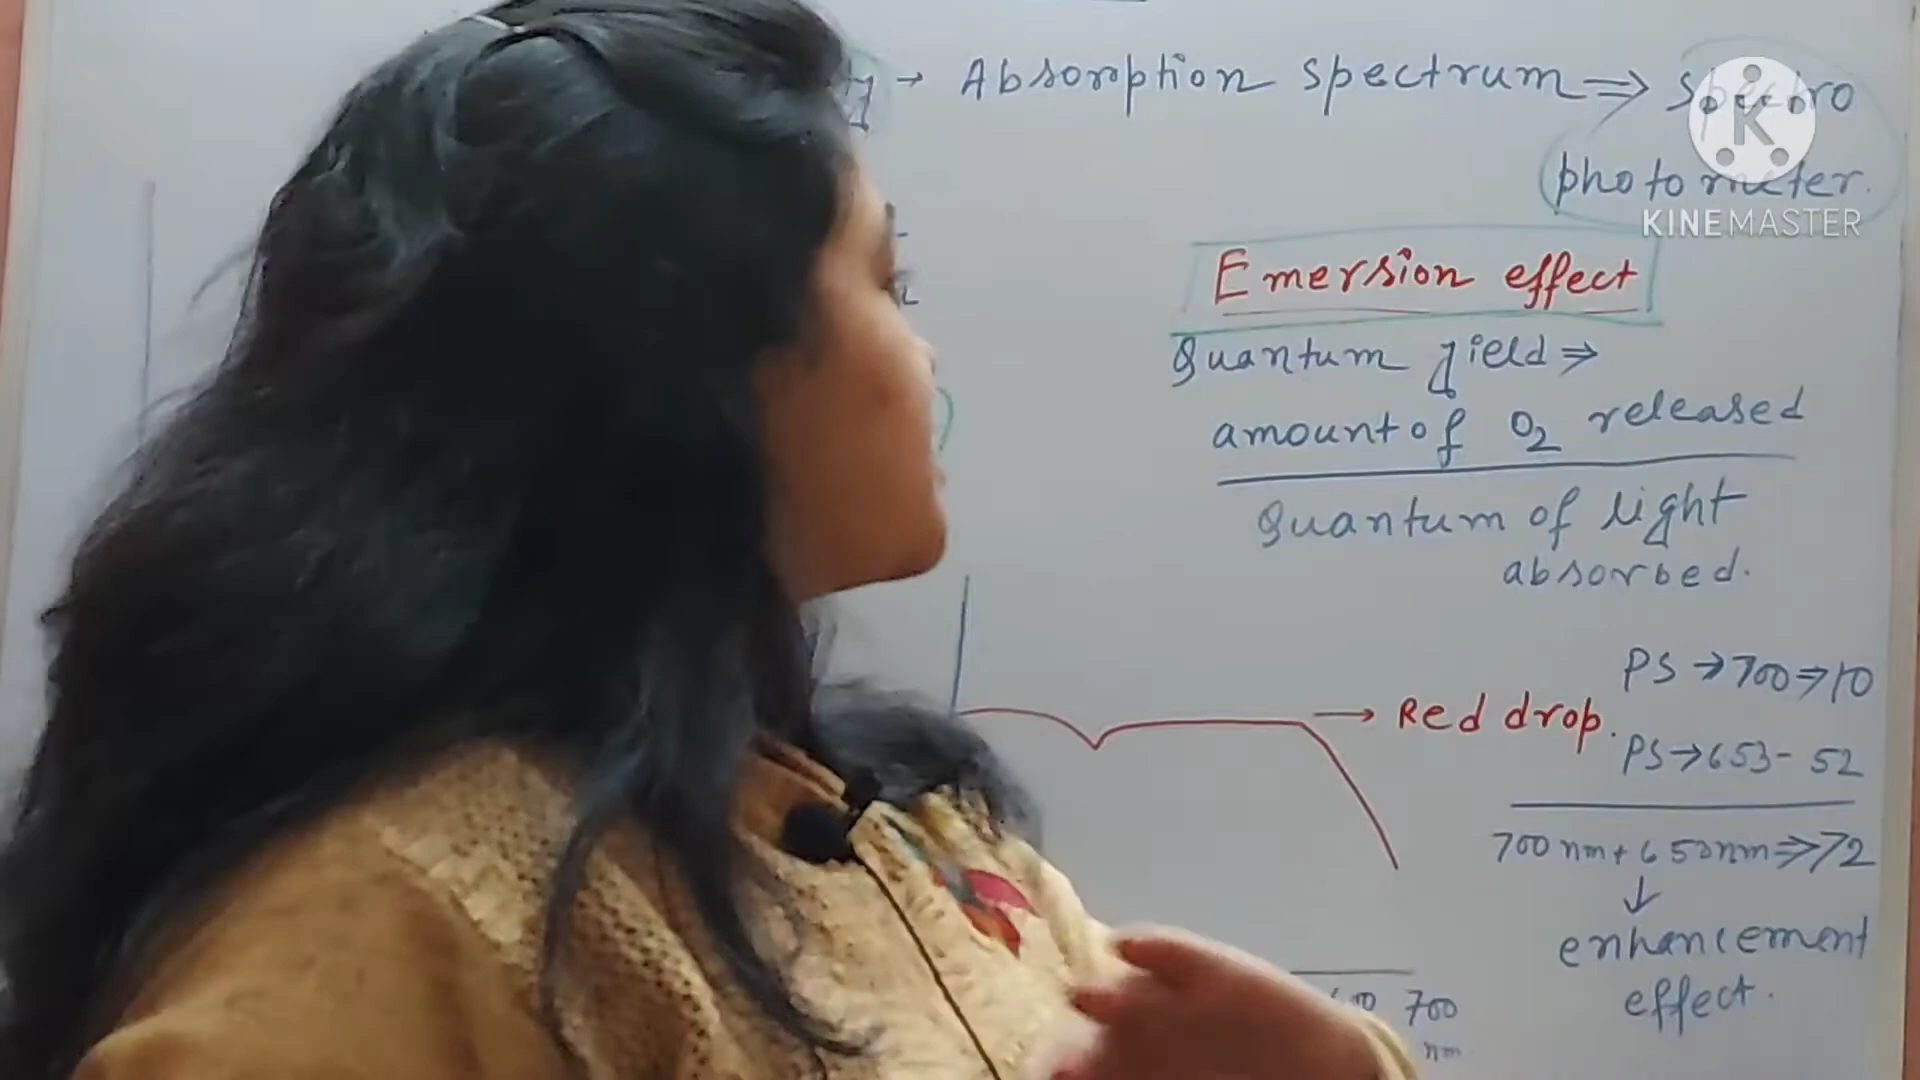 → Absorption spectrum ⇒ spectro
photometer.
KINEMASTER
Emersion effect
Quantum yield ⇒
amount of O2 released
Quantum of light
absorbed.
PS → 700 ⇒ 10
→ Red drop.
PS → 653 - 52
700 nm + 650nm ⇒ 72
↓
enhancement
effect.
700
nm